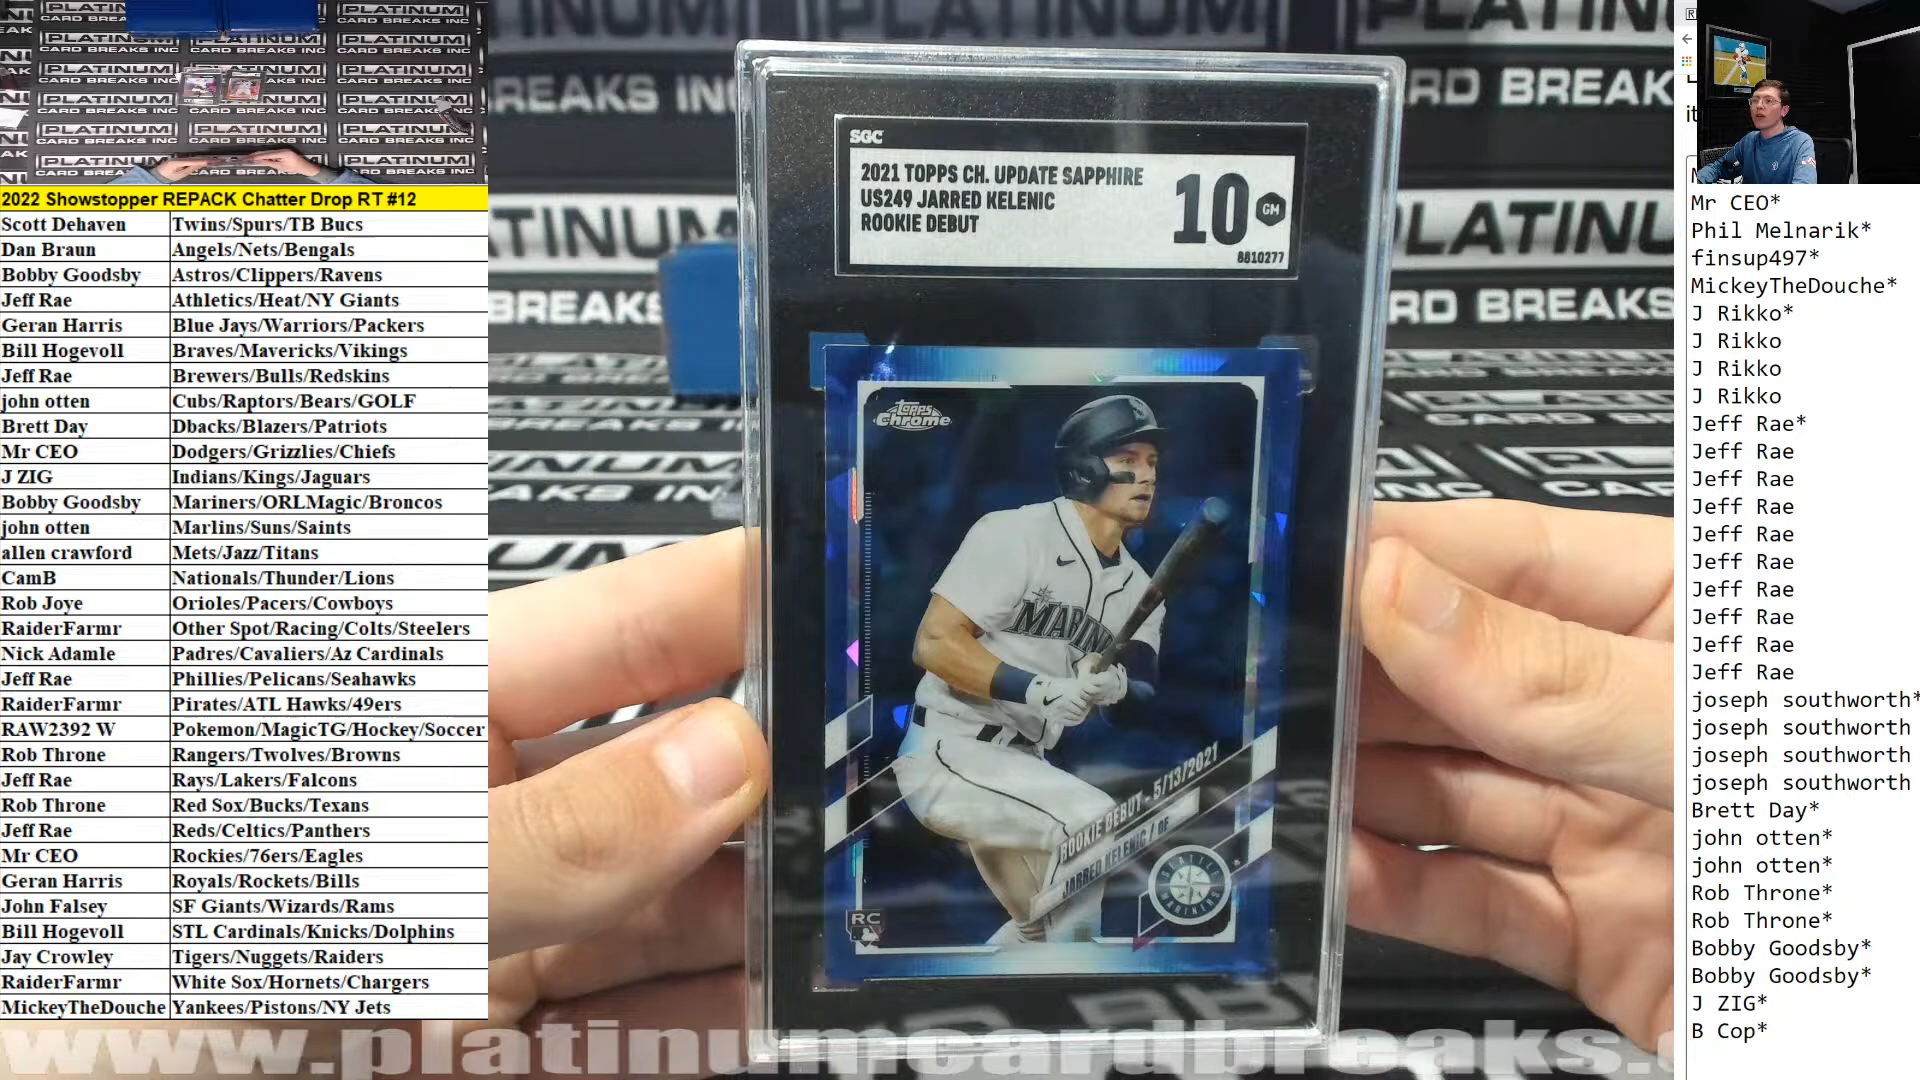 2022 Showstopper REPACK Chatter Drop RT #12
Scott Dehaven Twins/Spurs/TB Bucs
Dan Braun Angels/Nets/Bengals
Bobby Goodsby Astros/Clippers/Ravens
Jeff Rae Athletics/Heat/NY Giants
Geran Harris Blue Jays/Warriors/Packers
Bill Hogevoll Braves/Mavericks/Vikings
Jeff Rae Brewers/Bulls/Redskins
john otten Cubs/Raptors/Bears/GOLF
Brett Day Dbacks/Blazers/Patriots
Mr CEO Dodgers/Grizzlies/Chiefs
J ZIG Indians/Kings/Jaguars
Bobby Goodsby Mariners/ORLMagic/Broncos
john otten Marlins/Suns/Saints
allen crawford Mets/Jazz/Titans
CamB Nationals/Thunder/Lions
Rob Joye Orioles/Pacers/Cowboys
RaiderFarmr Other Spot/Racing/Colts/Steelers
Nick Adamle Padres/Cavaliers/Az Cardinals
Jeff Rae Phillies/Pelicans/Seahawks
RaiderFarmr Pirates/ATL Hawks/49ers
RAW2392 W Pokemon/MagicTG/Hockey/Soccer
Rob Throne Rangers/Twolves/Browns
Jeff Rae Rays/Lakers/Falcons
Rob Throne Red Sox/Bucks/Texans
Jeff Rae Reds/Celtics/Panthers
Mr CEO Rockies/76ers/Eagles
Geran Harris Royals/Rockets/Bills
John Falsey SF Giants/Wizards/Rams
Bill Hogevoll STL Cardinals/Knicks/Dolphins
Jay Crowley Tigers/Nuggets/Raiders
RaiderFarmr White Sox/Hornets/Chargers
MickeyTheDouche Yankees/Pistons/NY Jets
SGC
2021 TOPPS CH. UPDATE SAPPHIRE
US249 JARRED KELENIC
ROOKIE DEBUT
10
GM
8810277
Topps
Chrome
MARIN
ROOKIE DEBUT - 5/13/2021
JARRED KELENIC / OF
SEATTLE
MARINERS
RC
PLATINUM
CARD BREAKS INC
www.platinumcardbreaks.
Mr CEO*
Phil Melnarik*
finsup497*
MickeyTheDouche*
J Rikko*
J Rikko
J Rikko
J Rikko
Jeff Rae*
Jeff Rae
Jeff Rae
Jeff Rae
Jeff Rae
Jeff Rae
Jeff Rae
Jeff Rae
Jeff Rae
Jeff Rae
joseph southworth*
joseph southworth
joseph southworth
joseph southworth
Brett Day*
john otten*
john otten*
Rob Throne*
Rob Throne*
Bobby Goodsby*
Bobby Goodsby*
J ZIG*
B Cop*